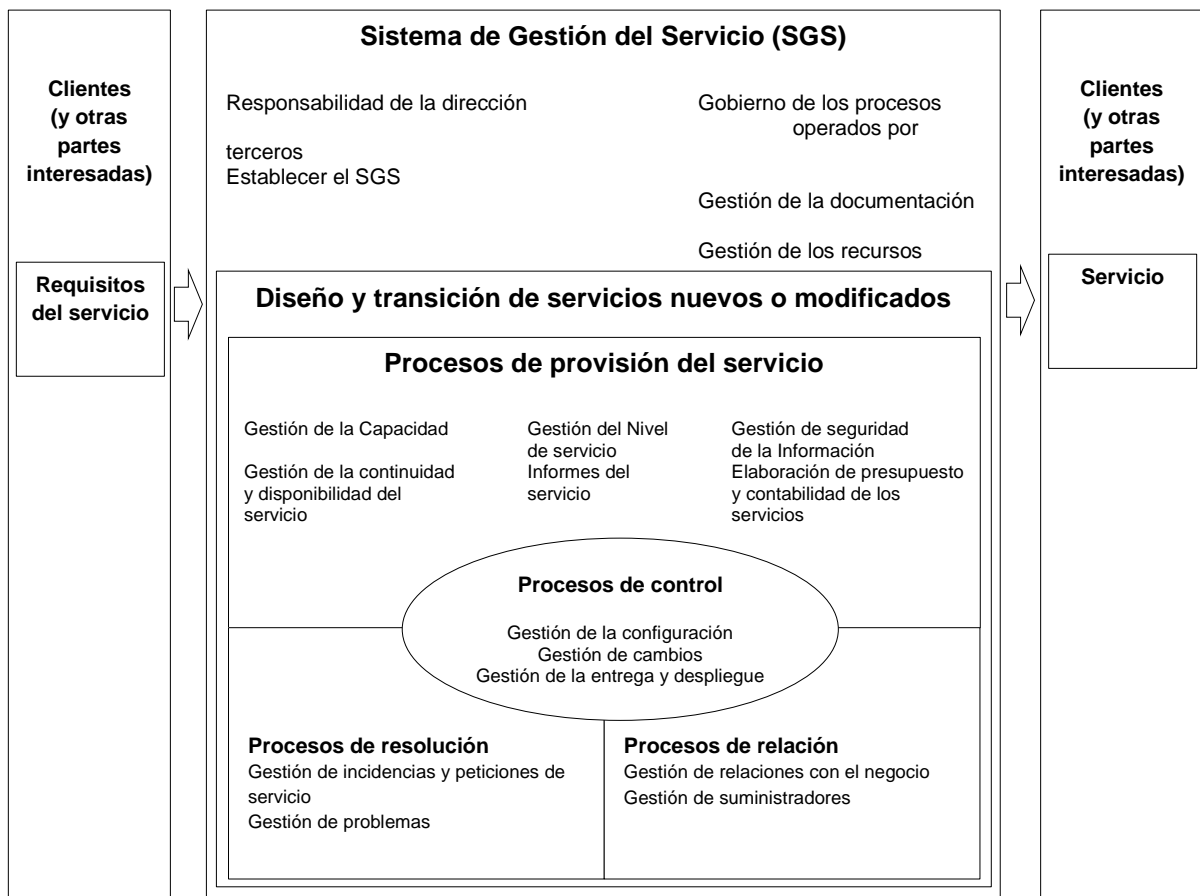 Clientes
(y otras
partes
interesadas)
Requisitos
del servicio
Sistema de Gestión del Servicio (SGS)
Responsabilidad de la dirección
Gobierno de los procesos
operados por
terceros
Establecer el SGS
Gestión de la documentación
Gestión de los recursos
Diseño y transición de servicios nuevos o modificados
Procesos de provisión del servicio
Gestión de la Capacidad
Gestión de la continuidad
y disponibilidad del
servicio
Gestión del Nivel
de servicio
Informes del
servicio
Gestión de seguridad
de la Información
Elaboración de presupuesto
y contabilidad de los
servicios
Procesos de control
Gestión de la configuración
Gestión de cambios
Gestión de la entrega y despliegue
Procesos de resolución
Gestión de incidencias y peticiones de
servicio
Gestión de problemas
Procesos de relación
Gestión de relaciones con el negocio
Gestión de suministradores
Clientes
(y otras
partes
interesadas)
Servicio